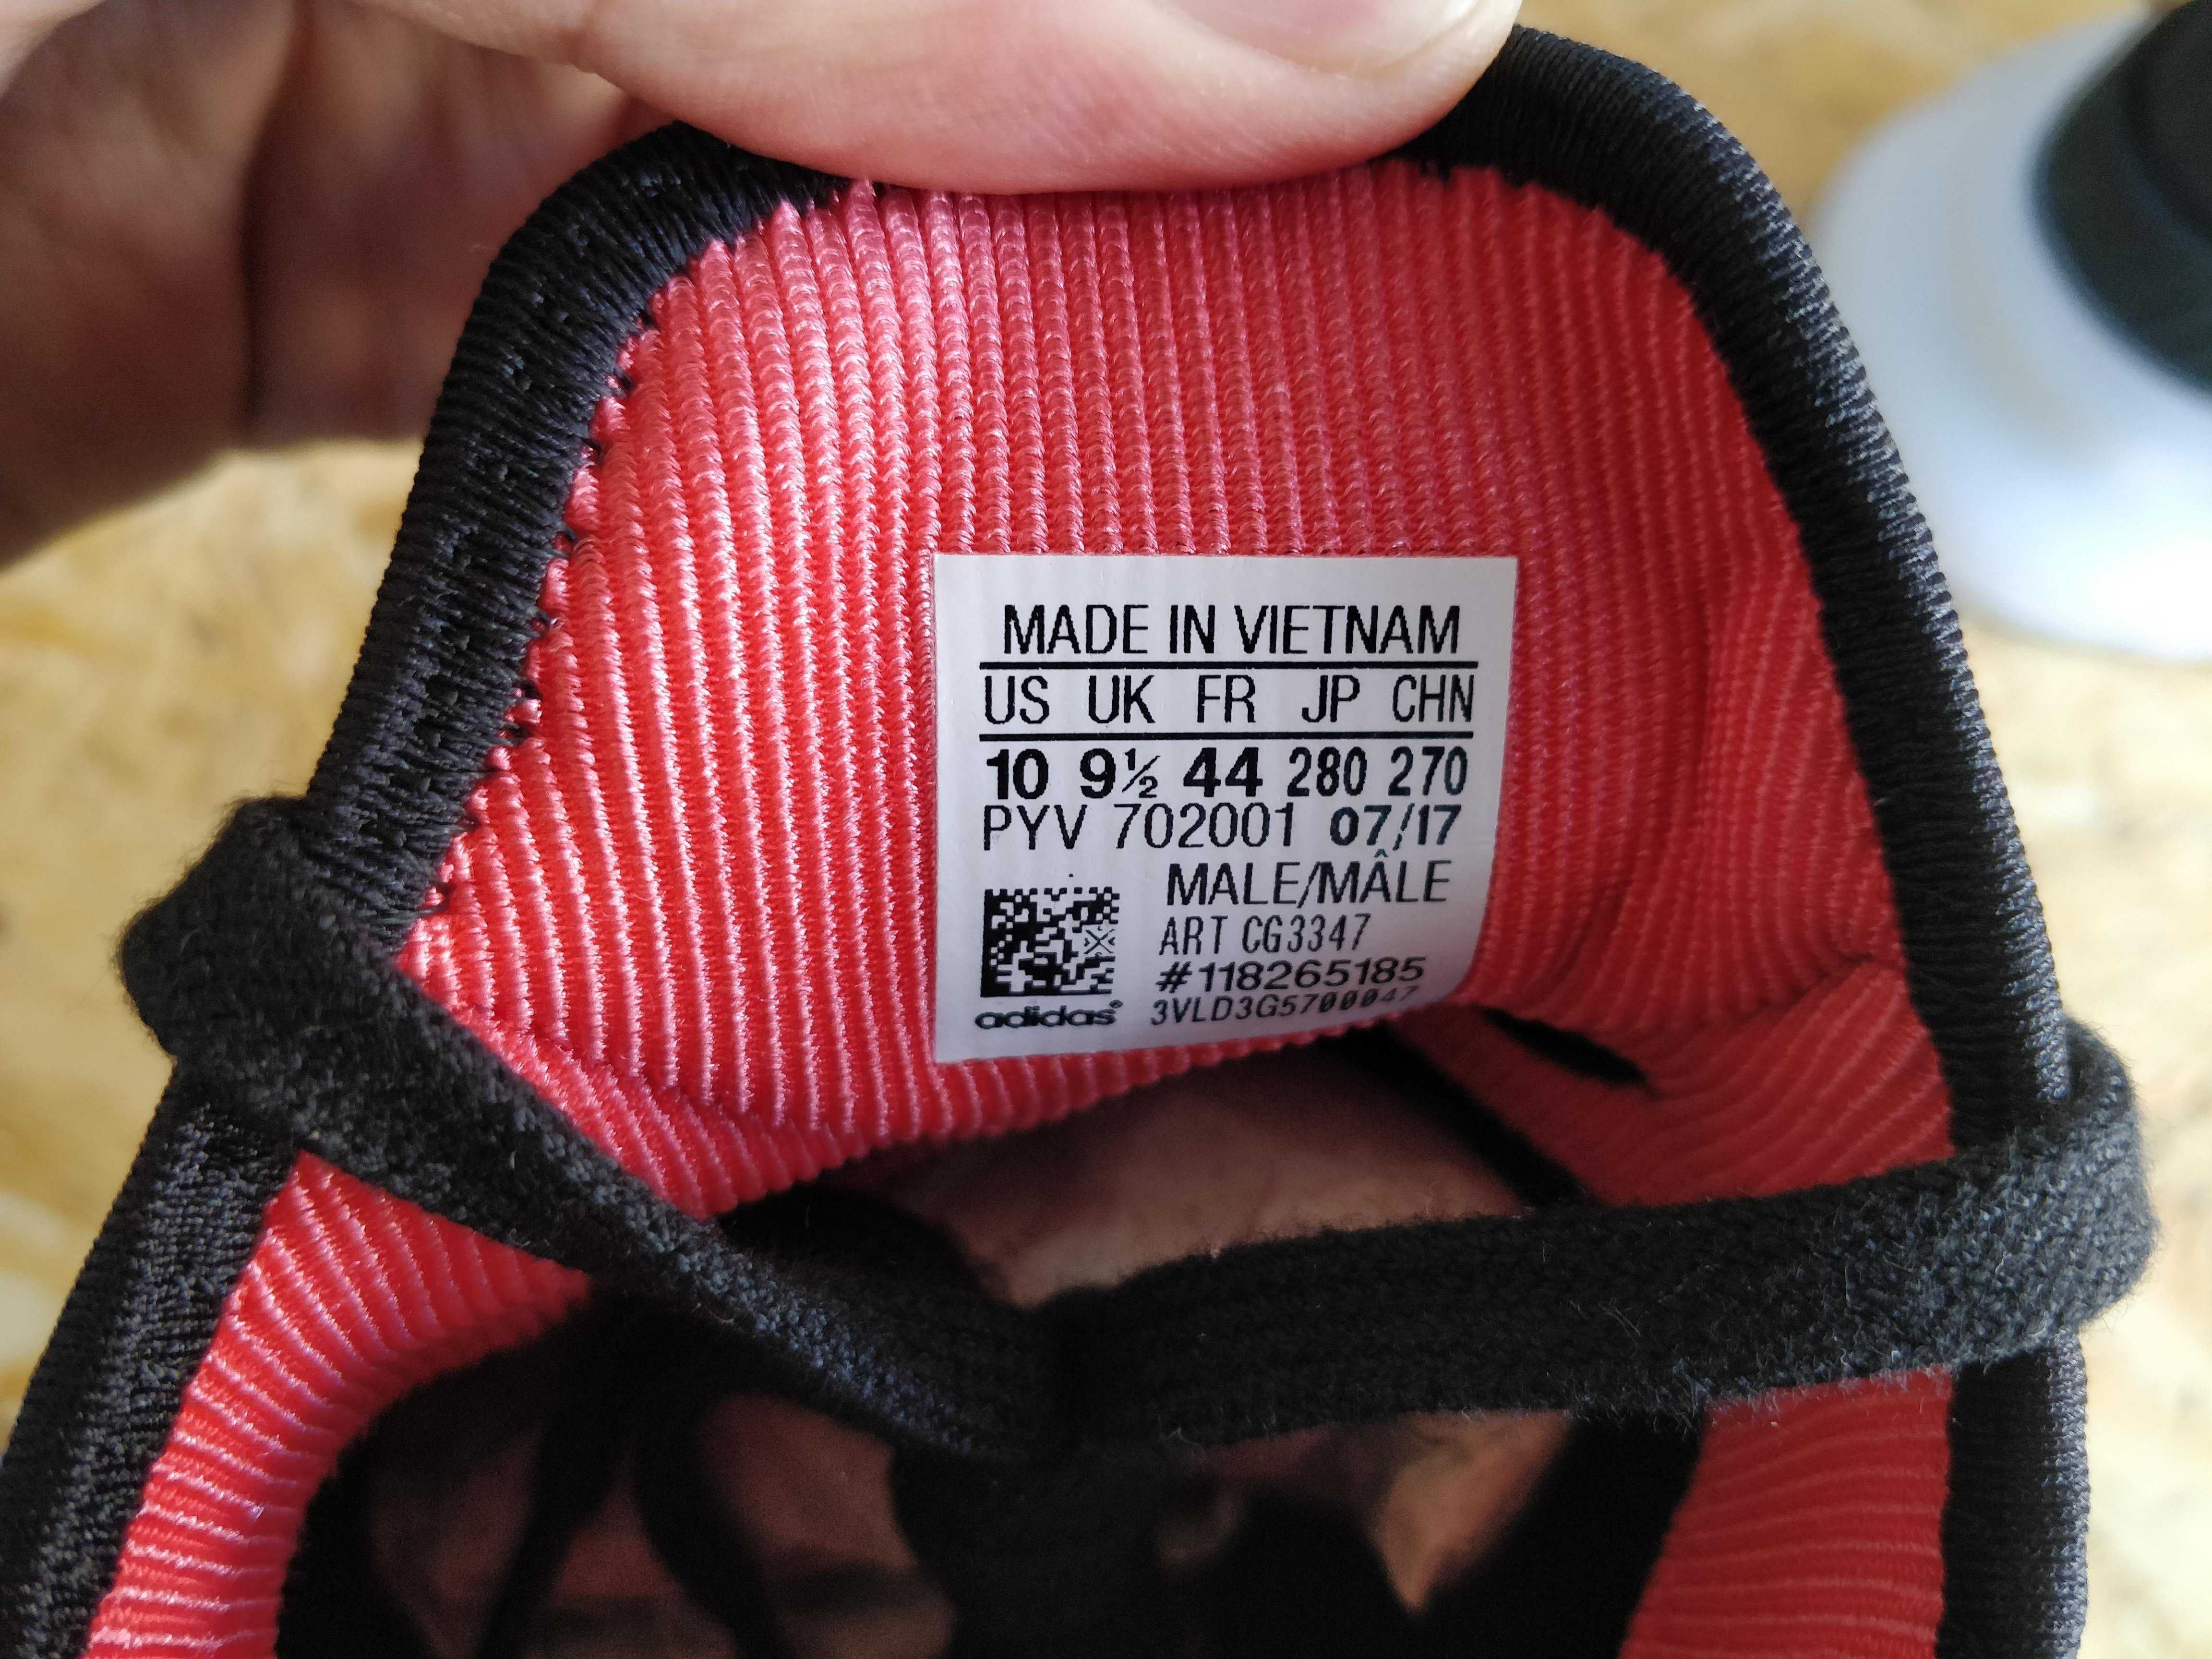 MADE IN VIETNAM
US UK FR JP CHN
10 9½ 44 280 270
PYV 702001 07/17
MALE/MÂLE
ART CG3347
#118265185
adidas® 3VLD3G5700047